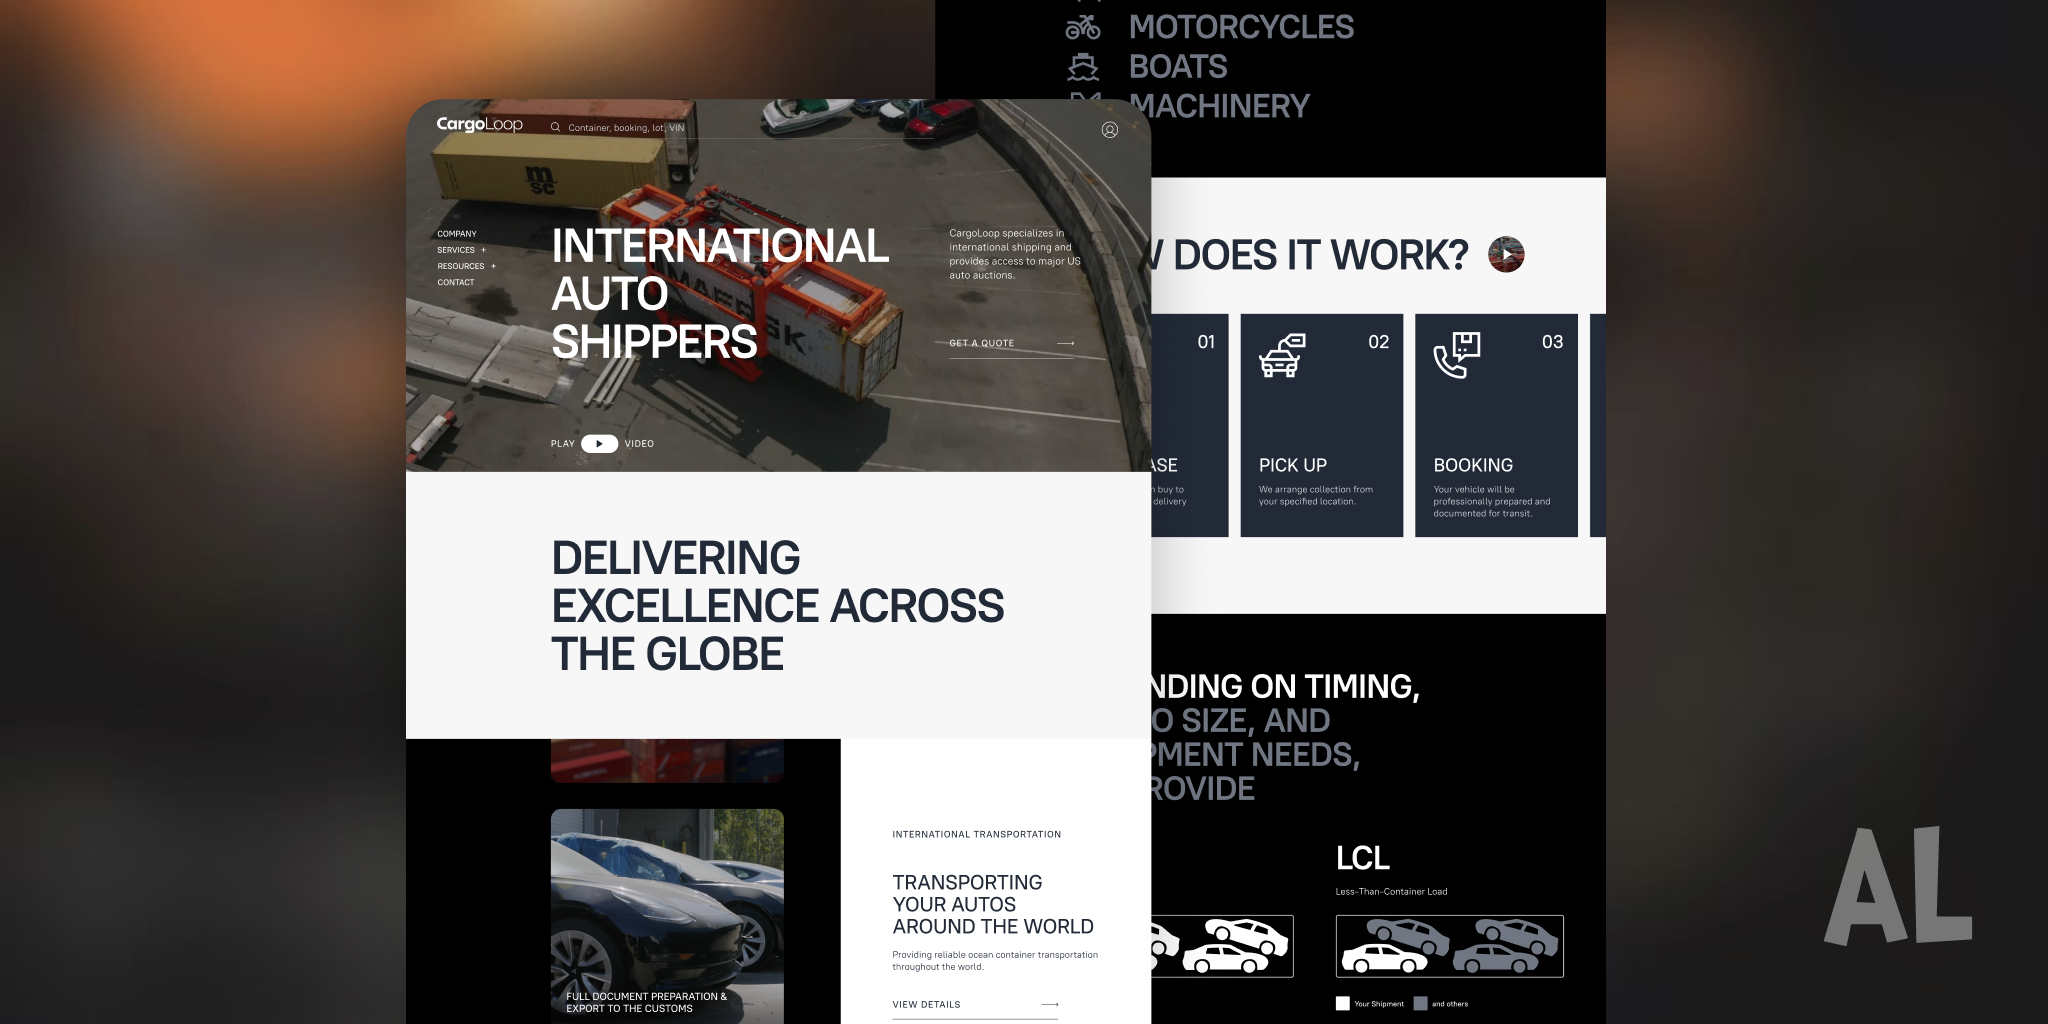 MOTORCYCLES
BOATS
MACHINERY
CargoLoop
Container, booking, lot, VIN
msc
COMPANY
SERVICES +
RESOURCES +
CONTACT
INTERNATIONAL
AUTO
SHIPPERS
CargoLoop specializes in
international shipping and
provides access to major US
auto auctions.
GET A QUOTE
PLAY VIDEO
DOES IT WORK?
01
buy to
delivery
02
PICK UP
We arrange collection from
your specified location.
03
BOOKING
Your vehicle will be
professionally prepared and
documented for transit.
DELIVERING
EXCELLENCE ACROSS
THE GLOBE
NDING ON TIMING,
O SIZE, AND
PMENT NEEDS,
ROVIDE
LCL
Less-Than-Container Load
Your Shipment
and others
FULL DOCUMENT PREPARATION &
EXPORT TO THE CUSTOMS
INTERNATIONAL TRANSPORTATION
TRANSPORTING
YOUR AUTOS
AROUND THE WORLD
Providing reliable ocean container transportation
throughout the world.
VIEW DETAILS
AL